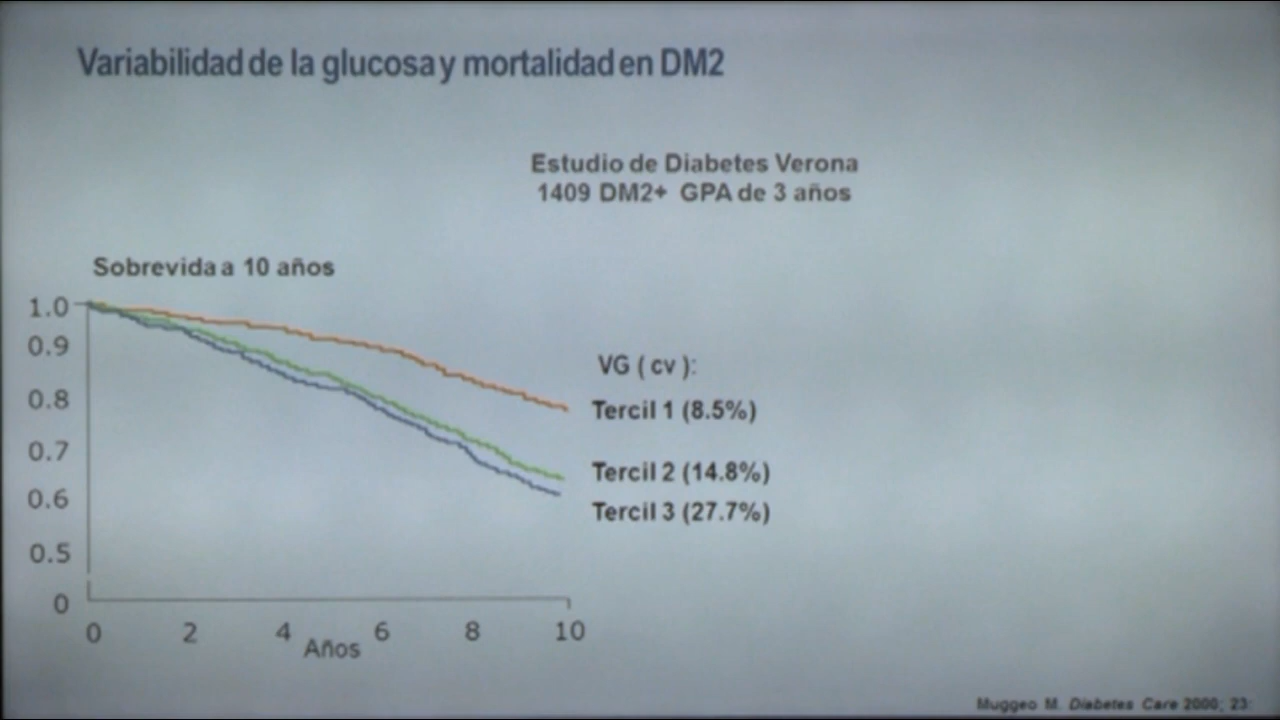 Variabilidad de la glucosa y mortalidad en DM2
Estudio de Diabetes Verona
1409 DM2+ GPA de 3 años
Sobrevida a 10 años
1.0
0.9
0.8
0.7
0.6
0.5
0
0 2 4 6 8 10
Años
VG ( cv ):
Tercil 1 (8.5%)
Tercil 2 (14.8%)
Tercil 3 (27.7%)
Muggeo M. Diabetes Care 2000; 23: